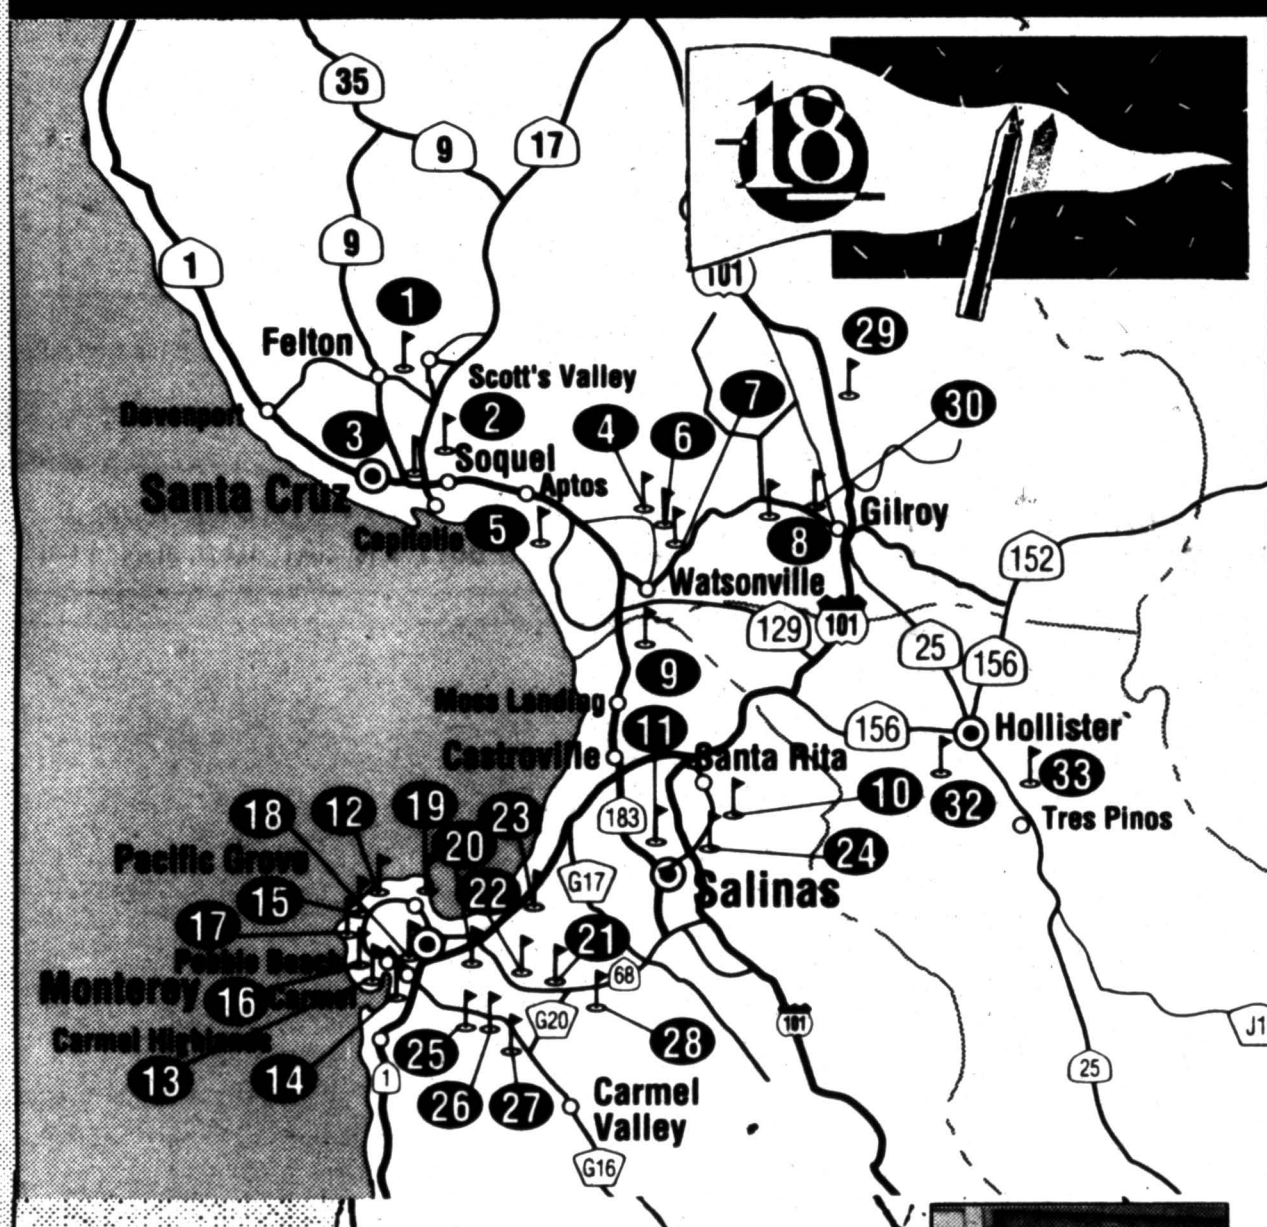 35
9
17
18
9
1
101
1
29
Felton
Scott's Valley
7
30
Davenport
3
2
4
6
Soquel
Santa Cruz
Aptos
Gilroy
5
8
Capitola
152
Watsonville
129
101
25
156
9
Moss Landing
11
156
Hollister
Castroville
Santa Rita
33
18
12
19
23
183
10
32
Tres Pinos
20
24
Pacific Grove
15
22
G17
Salinas
17
21
Pebble Beach
68
Monterey
16
Carmel
G20
101
J1
Carmel Highlands
28
25
25
13
14
1
26
27
Carmel
Valley
G16